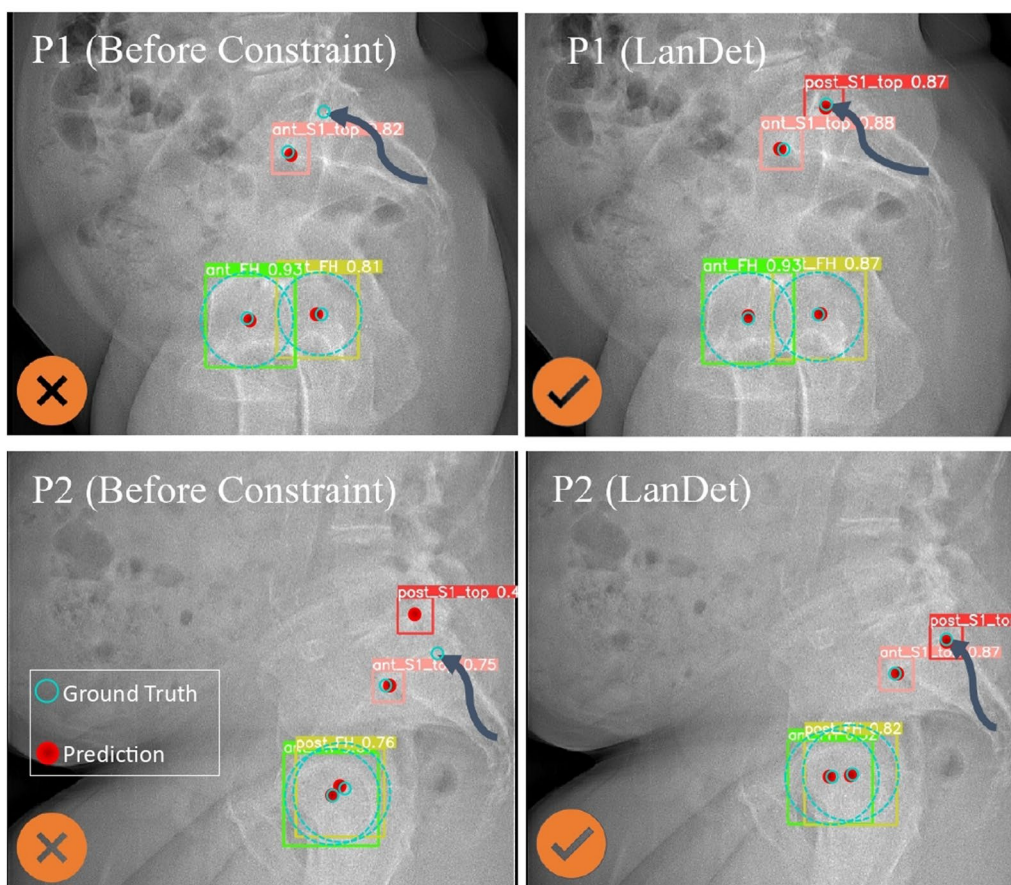 P1 (Before Constraint)
ant_S1_top 0.82
ant_FH 0.93
t_FH 0.81
P1 (LanDet)
post_S1_top 0.87
ant_S1_top 0.88
ant_FH 0.93
t_FH 0.87
P2 (Before Constraint)
post_S1_top 0.4
ant_S1_top 0.75
post_FH 0.76
Ground Truth
Prediction
P2 (LanDet)
post_S1_to
ant_S1_to 0.87
post_FH 0.82